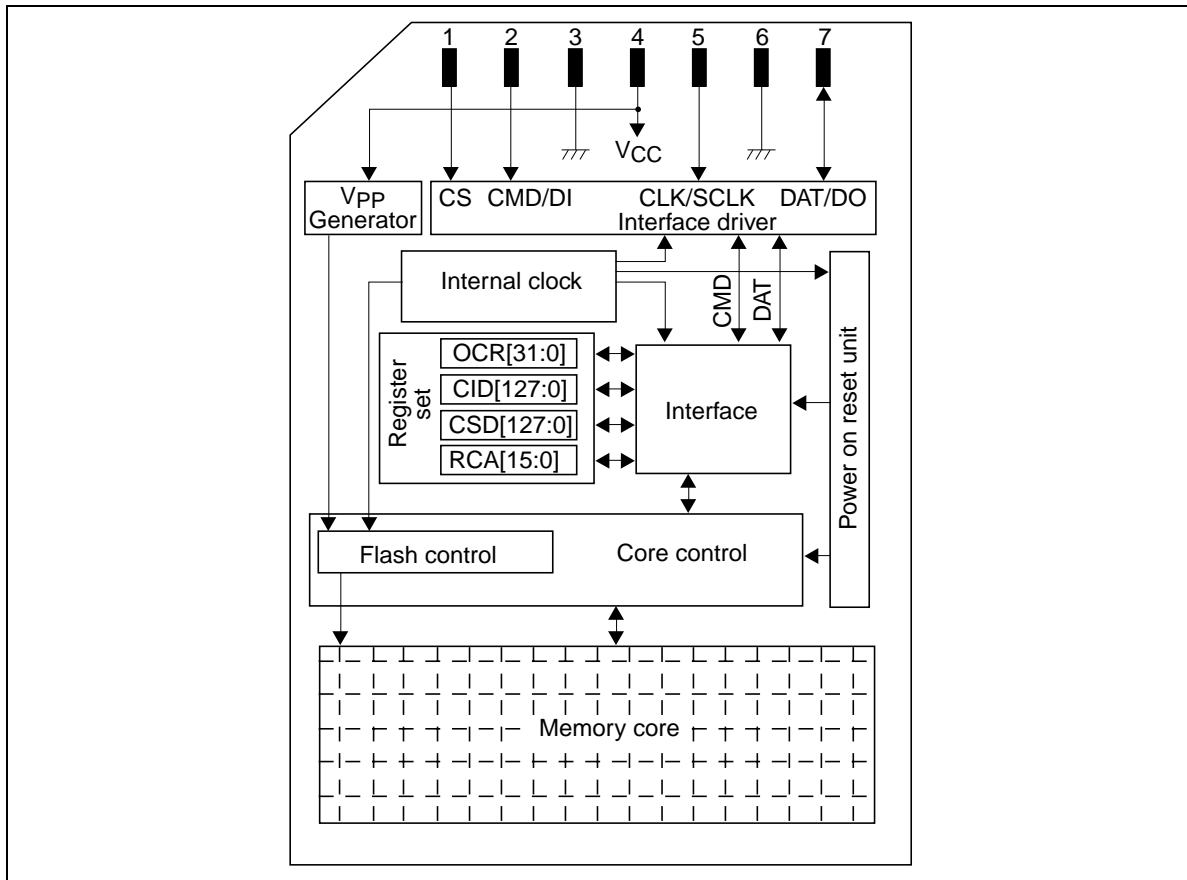 1 2 3 4 5 6 7
VCC
VPP
Generator
CS CMD/DI CLK/SCLK DAT/DO
Interface driver
Internal clock
CMD
DAT
Register
set
OCR[31:0]
CID[127:0]
CSD[127:0]
RCA[15:0]
Interface
Power on reset unit
Flash control
Core control
Memory core